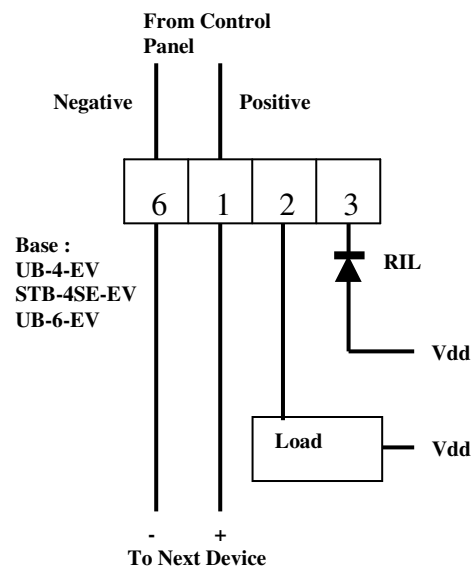 From Control
Panel
Negative
Positive
6 1 2 3
Base :
UB-4-EV
STB-4SE-EV
UB-6-EV
RIL
Vdd
Load
Vdd
- +
To Next Device